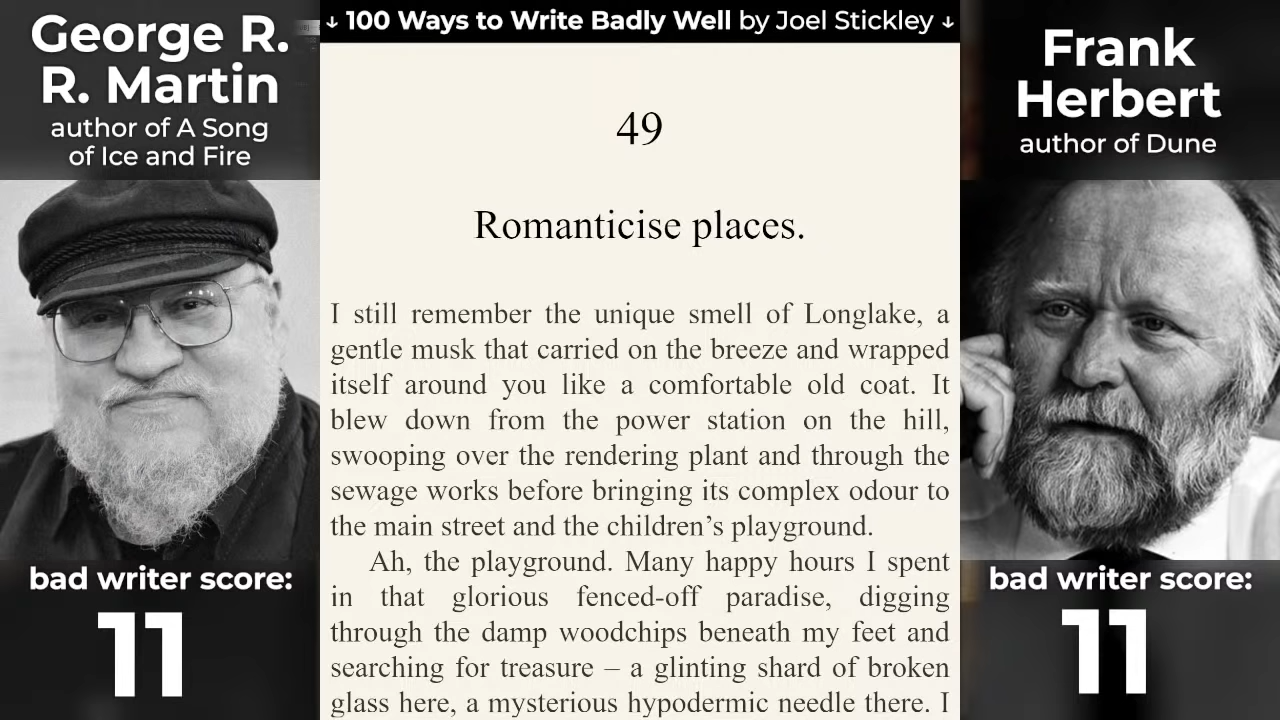 George R.
R. Martin
author of A Song
of Ice and Fire
bad writer score:
11
↓ 100 Ways to Write Badly Well by Joel Stickley ↓
49
Romanticise places.
I still remember the unique smell of Longlake, a
gentle musk that carried on the breeze and wrapped
itself around you like a comfortable old coat. It
blew down from the power station on the hill,
swooping over the rendering plant and through the
sewage works before bringing its complex odour to
the main street and the children’s playground.
Ah, the playground. Many happy hours I spent
in that glorious fenced-off paradise, digging
through the damp woodchips beneath my feet and
searching for treasure – a glinting shard of broken
glass here, a mysterious hypodermic needle there. I
Frank
Herbert
author of Dune
bad writer score:
11